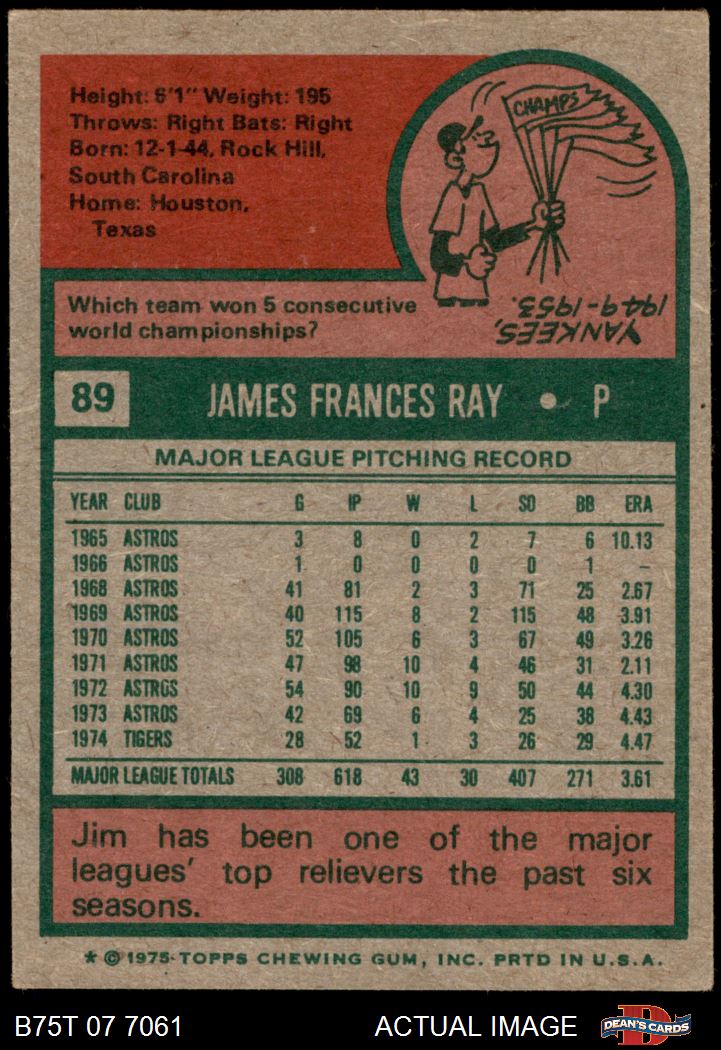 Height: 6'1" Weight: 195
Throws: Right Bats: Right
Born: 12-1-44, Rock Hill,
South Carolina
Home: Houston,
Texas
CHAMPS
YANKEES,
1949-1953.
Which team won 5 consecutive
world championships?
89 JAMES FRANCES RAY • P
MAJOR LEAGUE PITCHING RECORD
YEAR CLUB G IP W L SO BB ERA
1965 ASTROS 3 8 0 2 7 6 10.13
1966 ASTROS 1 0 0 0 0 1 –
1968 ASTROS 41 81 2 3 71 25 2.67
1969 ASTROS 40 115 8 2 115 48 3.91
1970 ASTROS 52 105 6 3 67 49 3.26
1971 ASTROS 47 98 10 4 46 31 2.11
1972 ASTROS 54 90 10 9 50 44 4.30
1973 ASTROS 42 69 6 4 25 38 4.43
1974 TIGERS 28 52 1 3 26 29 4.47
MAJOR LEAGUE TOTALS 308 618 43 30 407 271 3.61
Jim has been one of the major
leagues' top relievers the past six
seasons.
* © 1975 TOPPS CHEWING GUM, INC. PRTD IN U.S.A.
B75T 07 7061 ACTUAL IMAGE D DEAN'S CARDS